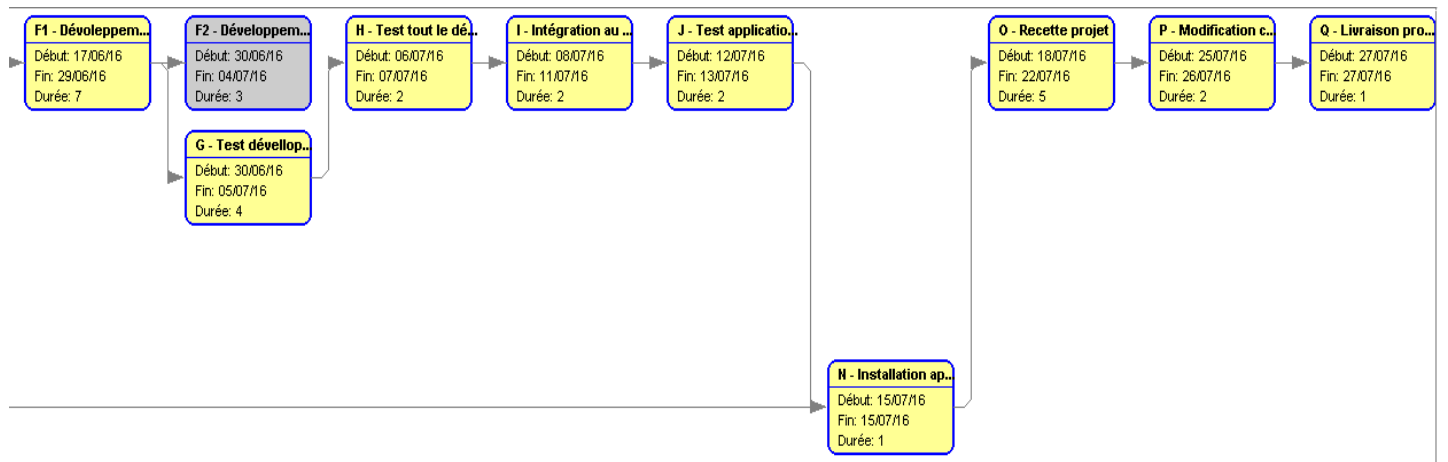 F1 - Dévoleppem...
Début: 17/06/16
Fin: 29/06/16
Durée: 7
F2 - Développem...
Début: 30/06/16
Fin: 04/07/16
Durée: 3
H - Test tout le dé...
Début: 06/07/16
Fin: 07/07/16
Durée: 2
I - Intégration au ...
Début: 08/07/16
Fin: 11/07/16
Durée: 2
J - Test applicatio...
Début: 12/07/16
Fin: 13/07/16
Durée: 2
O - Recette projet
Début: 18/07/16
Fin: 22/07/16
Durée: 5
P - Modification c...
Début: 25/07/16
Fin: 26/07/16
Durée: 2
Q - Livraison pro...
Début: 27/07/16
Fin: 27/07/16
Durée: 1
G - Test dévellop...
Début: 30/06/16
Fin: 05/07/16
Durée: 4
N - Installation ap...
Début: 15/07/16
Fin: 15/07/16
Durée: 1